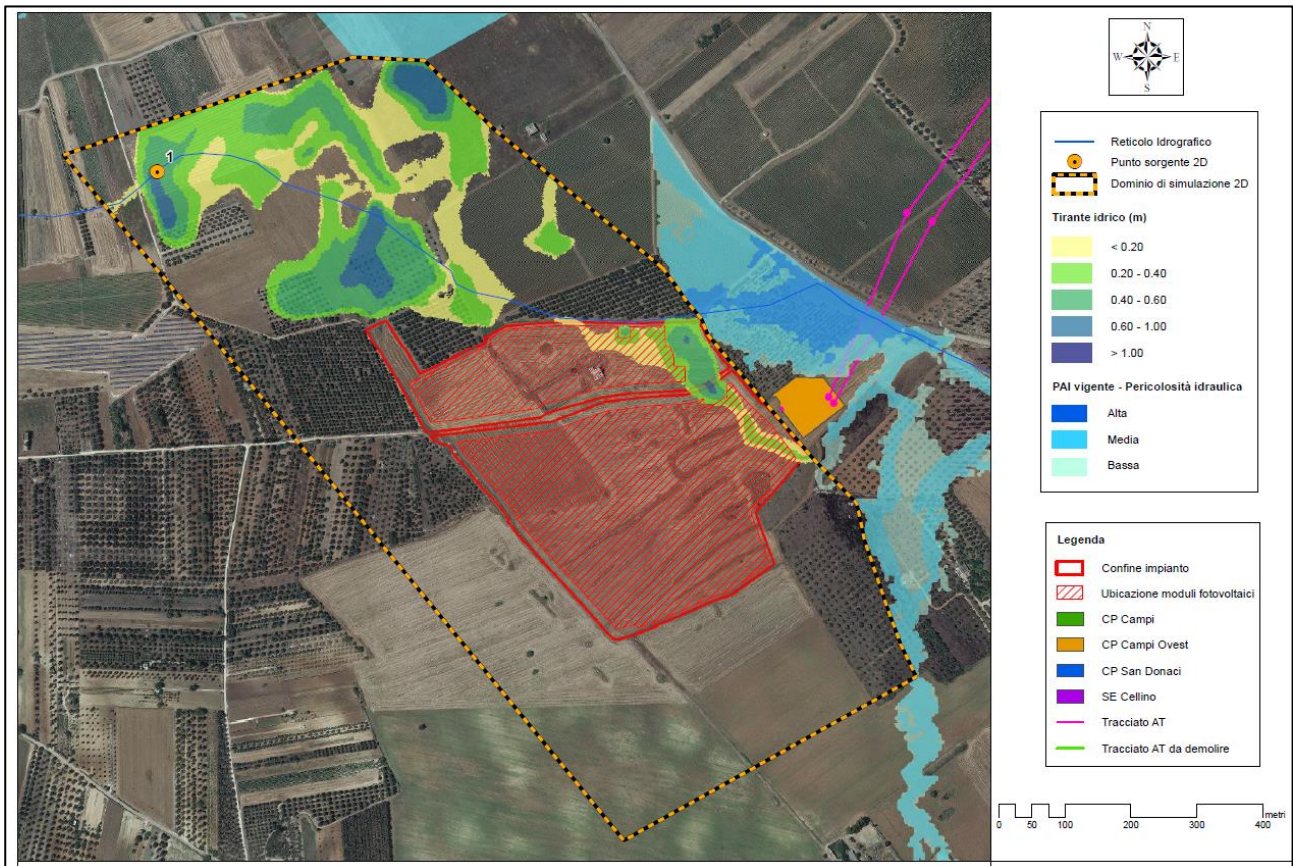 1
N
W E
S
Reticolo Idrografico
Punto sorgente 2D
Dominio di simulazione 2D
Tirante idrico (m)
< 0.20
0.20 - 0.40
0.40 - 0.60
0.60 - 1.00
> 1.00
PAI vigente - Pericolosità idraulica
Alta
Media
Bassa
Legenda
Confine impianto
Ubicazione moduli fotovoltaici
CP Campi
CP Campi Ovest
CP San Donaci
SE Cellino
Tracciato AT
Tracciato AT da demolire
metri
0 50 100 200 300 400